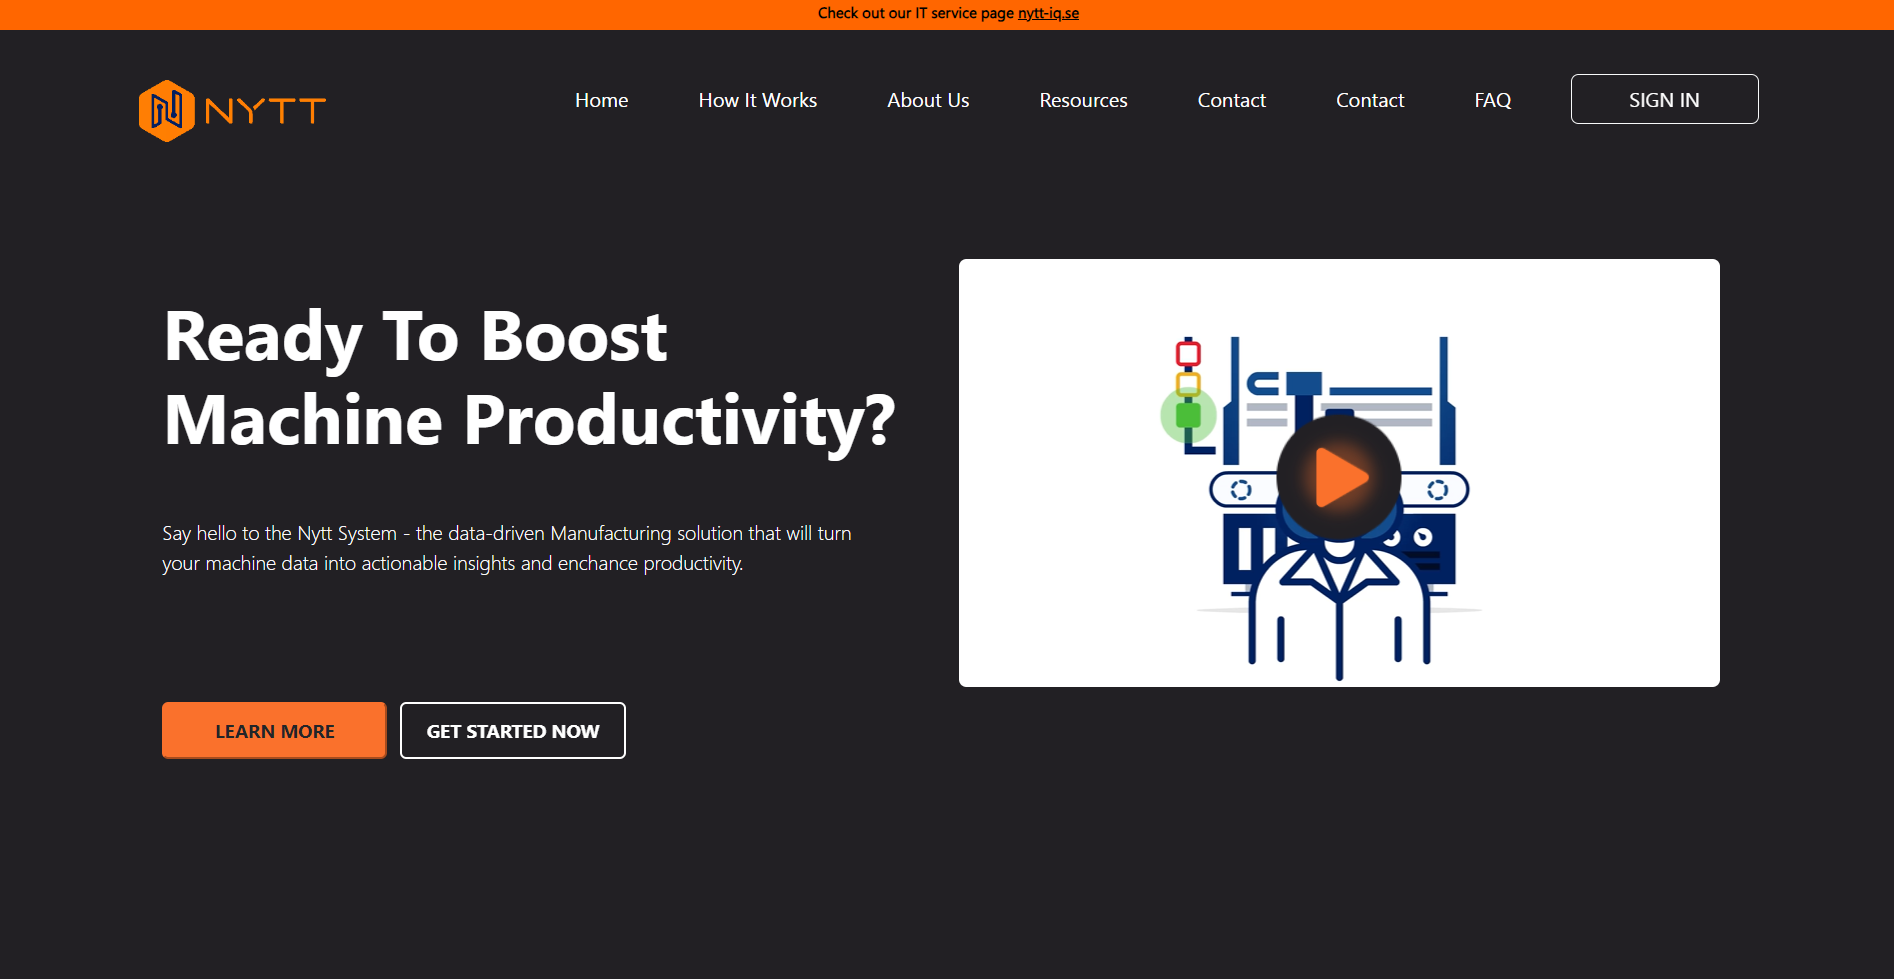 Check out our IT service page nytt-iq.se
NYTT
Home
How It Works
About Us
Resources
Contact
Contact
FAQ
SIGN IN
Ready To Boost
Machine Productivity?
Say hello to the Nytt System - the data-driven Manufacturing solution that will turn
your machine data into actionable insights and enchance productivity.
LEARN MORE
GET STARTED NOW